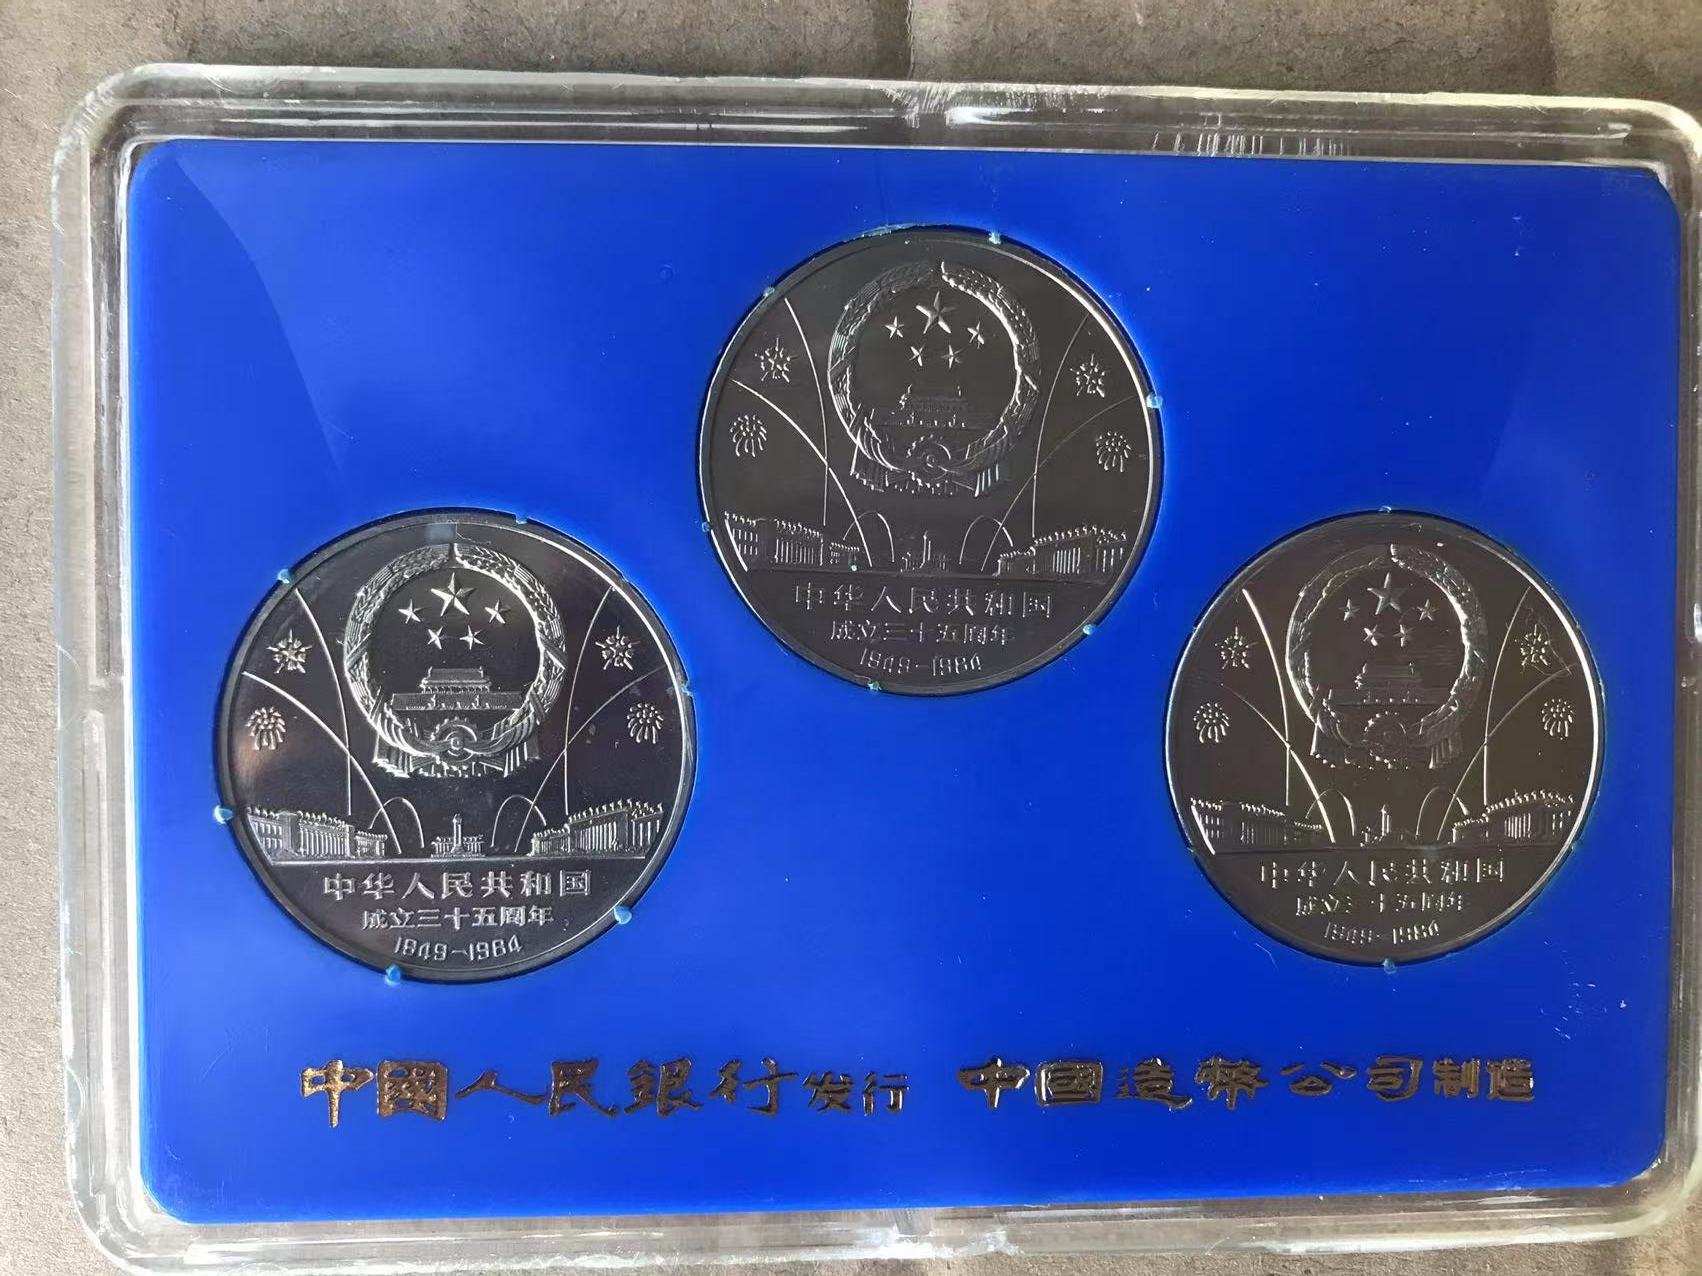 中华人民共和国
成立三十五周年
1949-1984
中华人民共和国
成立三十五周年
1949-1984
中华人民共和国
成立三十五周年
1949-1984
中國人民銀行发行 中國造幣公司制造